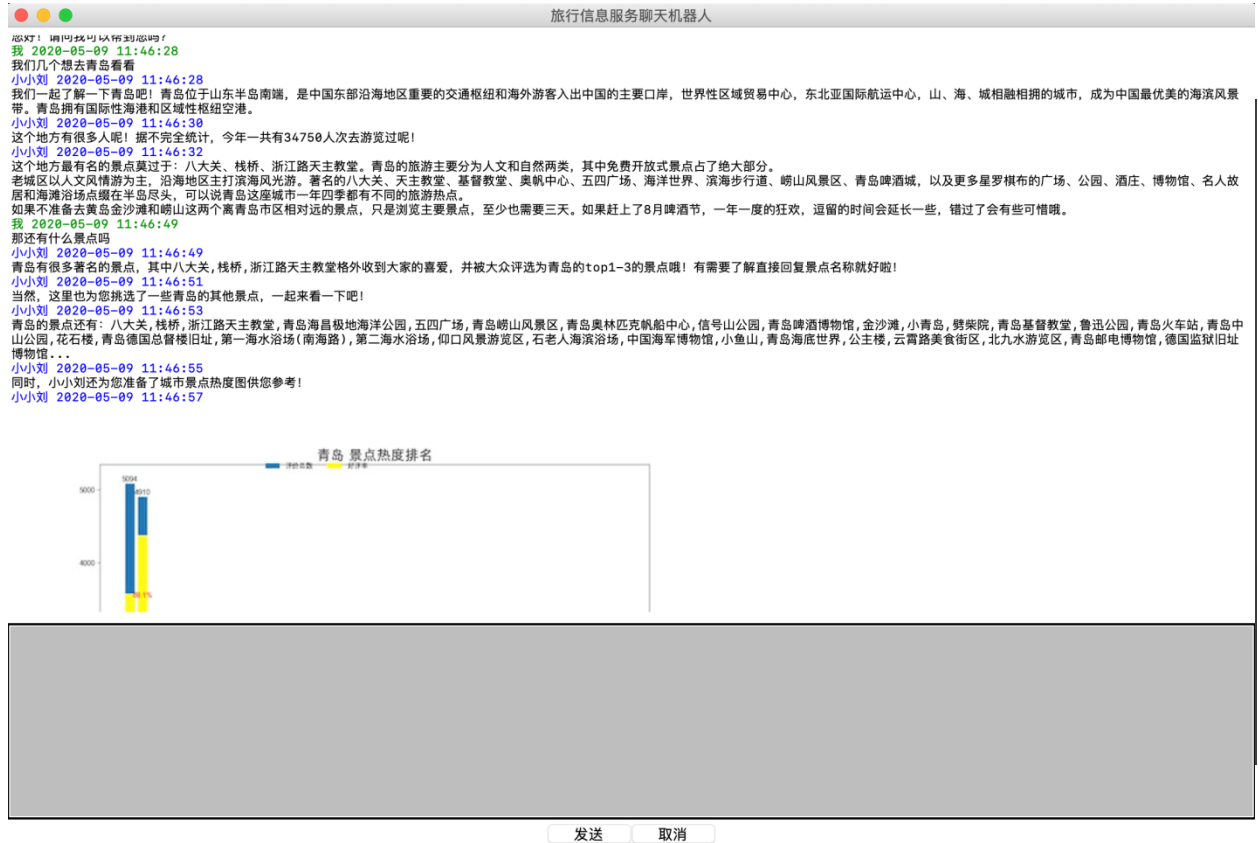 旅行信息服务聊天机器人
您好！请问我可以帮到您吗？
我 2020-05-09 11:46:28
我们几个想去青岛看看
小小刘 2020-05-09 11:46:28
我们一起了解一下青岛吧！青岛位于山东半岛南端，是中国东部沿海地区重要的交通枢纽和海外游客入出中国的主要口岸，世界性区域贸易中心，东北亚国际航运中心，山、海、城相融相拥的城市，成为中国最优美的海滨风景
带。青岛拥有国际性海港和区域性枢纽空港。
小小刘 2020-05-09 11:46:30
这个地方有很多人呢！据不完全统计，今年一共有34750人次去游览过呢！
小小刘 2020-05-09 11:46:32
这个地方最有名的景点莫过于：八大关、栈桥、浙江路天主教堂。青岛的旅游主要分为人文和自然两类，其中免费开放式景点占了绝大部分。
老城区以人文风情游为主，沿海地区主打滨海风光游。著名的八大关、天主教堂、基督教堂、奥帆中心、五四广场、海洋世界、滨海步行道、崂山风景区、青岛啤酒城，以及更多星罗棋布的广场、公园、酒庄、博物馆、名人故
居和海滩浴场点缀在半岛尽头，可以说青岛这座城市一年四季都有不同的旅游热点。
如果不准备去黄岛金沙滩和崂山这两个离青岛市区相对远的景点，只是浏览主要景点，至少也需要三天。如果赶上了8月啤酒节，一年一度的狂欢，逗留的时间会延长一些，错过了会有些可惜哦。
我 2020-05-09 11:46:49
那还有什么景点吗
小小刘 2020-05-09 11:46:49
青岛有很多著名的景点，其中八大关,栈桥,浙江路天主教堂格外收到大家的喜爱，并被大众评选为青岛的top1-3的景点哦！有需要了解直接回复景点名称就好啦！
小小刘 2020-05-09 11:46:51
当然，这里也为您挑选了一些青岛的其他景点，一起来看一下吧！
小小刘 2020-05-09 11:46:53
青岛的景点还有：八大关,栈桥,浙江路天主教堂,青岛海昌极地海洋公园,五四广场,青岛崂山风景区,青岛奥林匹克帆船中心,信号山公园,青岛啤酒博物馆,金沙滩,小青岛,劈柴院,青岛基督教堂,鲁迅公园,青岛火车站,青岛中
山公园,花石楼,青岛德国总督楼旧址,第一海水浴场(南海路),第二海水浴场,仰口风景游览区,石老人海滨浴场,中国海军博物馆,小鱼山,青岛海底世界,公主楼,云霄路美食街区,北九水游览区,青岛邮电博物馆,德国监狱旧址
博物馆...
小小刘 2020-05-09 11:46:55
同时，小小刘还为您准备了城市景点热度图供您参考！
小小刘 2020-05-09 11:46:57
青岛 景点热度排名
评价总数 好评率
5094
4910
5000
4000
发送 取消